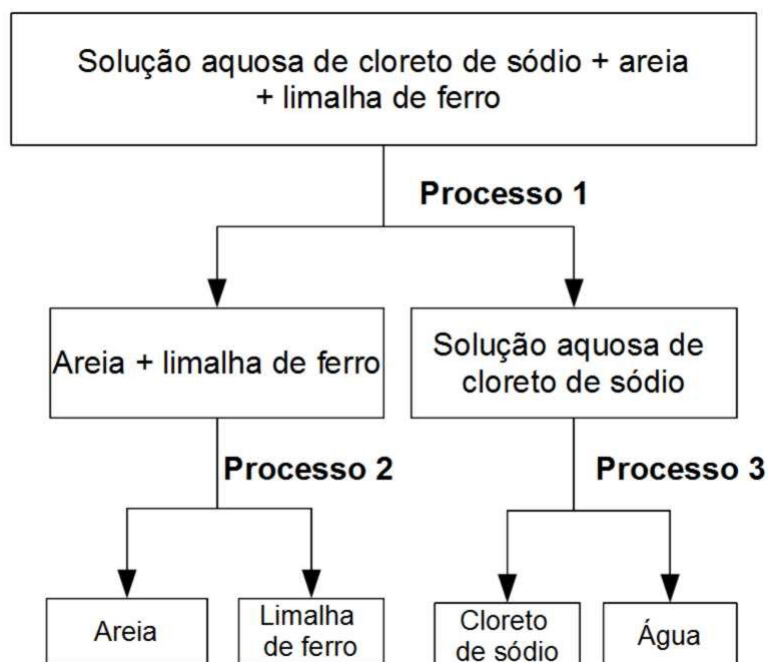 Solução aquosa de cloreto de sódio + areia
+ limalha de ferro
Processo 1
Areia + limalha de ferro
Solução aquosa de
cloreto de sódio
Processo 2
Processo 3
Areia
Limalha
de ferro
Cloreto
de sódio
Água